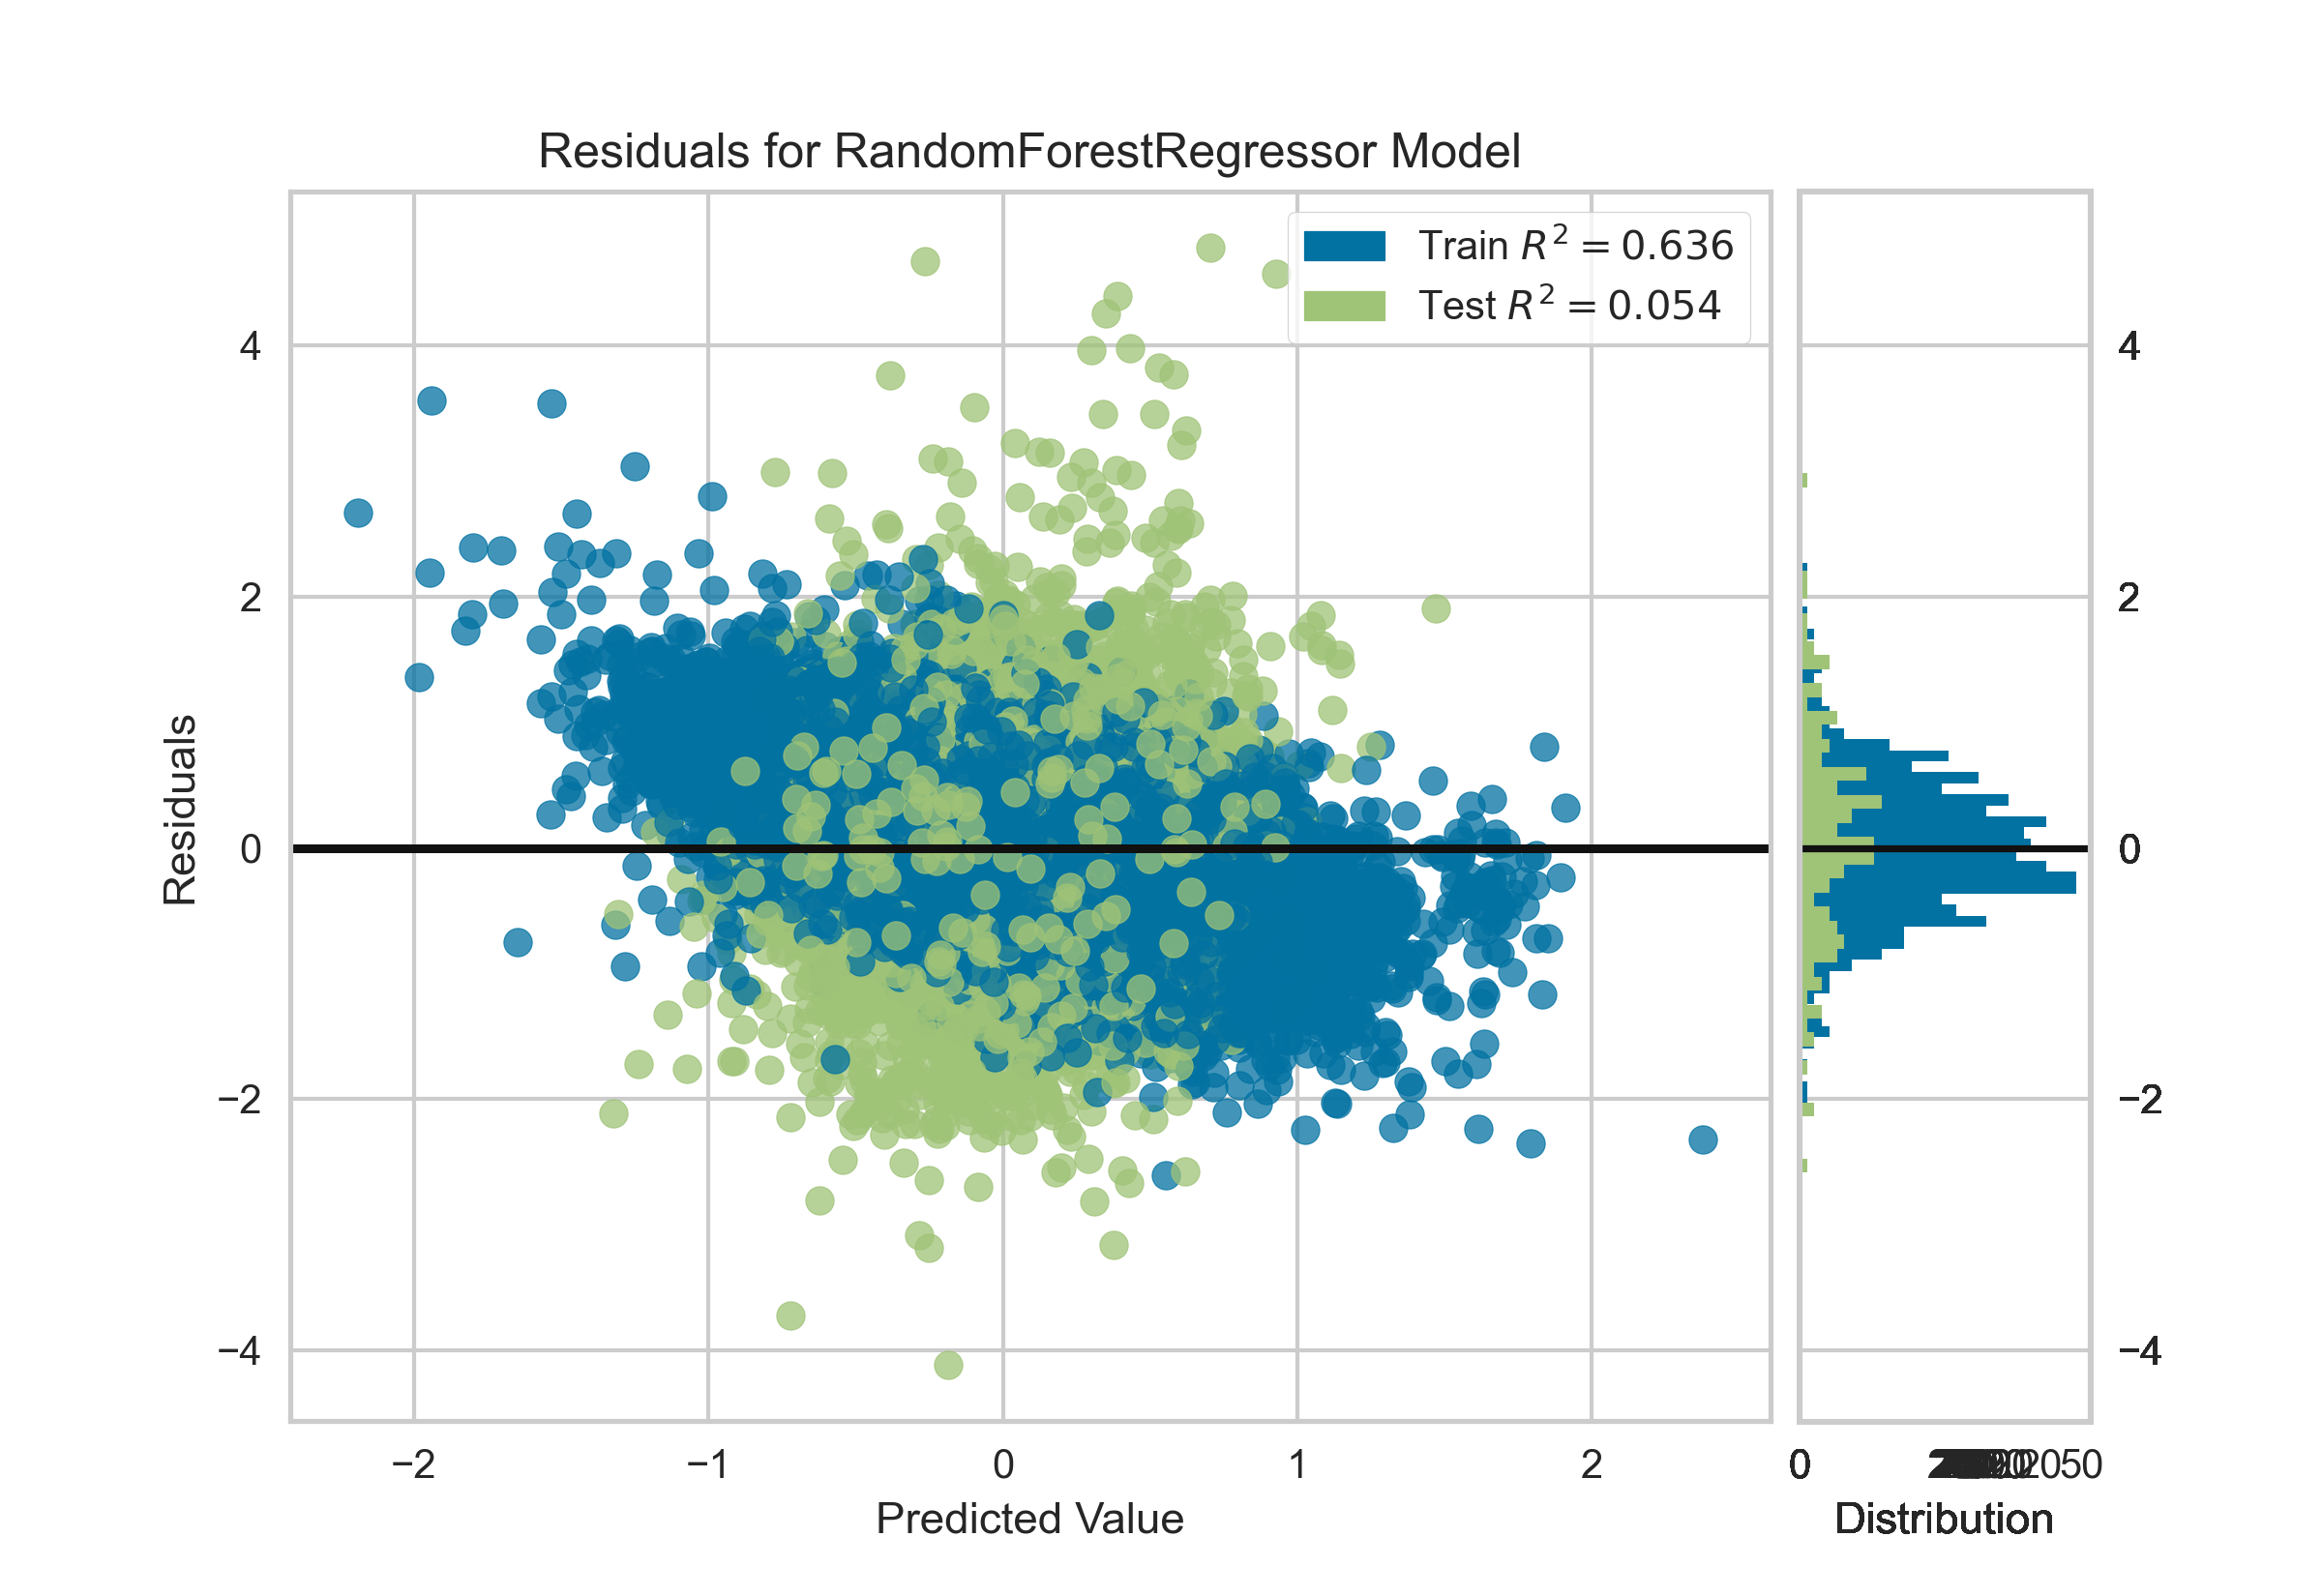 Residuals for RandomForestRegressor Model
Train R² = 0.636
Test R² = 0.054
Residuals
4
2
0
−2
−4
4
2
0
−2
−4
−2
−1
0
1
2
0
50
Predicted Value
Distribution